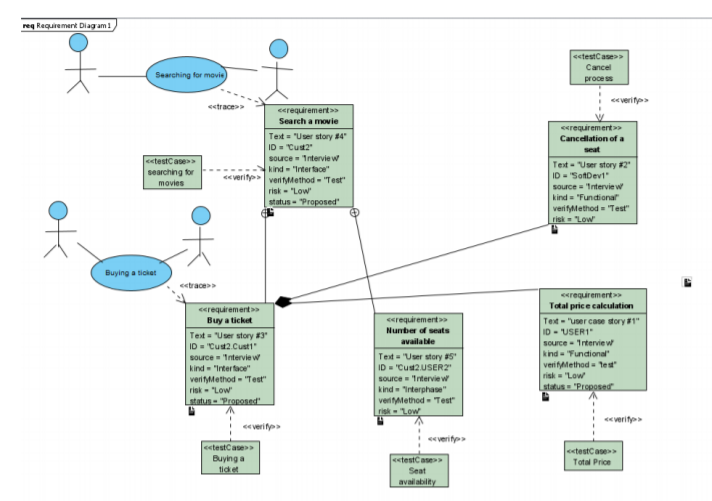 req Requirement Diagram1
Searching for movie
<<trace>>
<<testCase>>
Cancel
process
<<verify>>
<<requirement>>
Search a movie
Text = "User story #4"
ID = "Cust2"
source = "Interview"
kind = "Interface"
verifyMethod = "Test"
risk = "Low"
status = "Proposed"
<<requirement>>
Cancellation of a
seat
Text = "User story #2"
ID = "SoftDev1"
source = "Interview"
kind = "Functional"
verifyMethod = "Test"
risk = "Low"
<<testCase>>
searching for
movies
<<verify>>
Buying a ticket
<<trace>>
<<requirement>>
Buy a ticket
Text = "User story #3"
ID = "Cust2.Cust1"
source = "Interview"
kind = "Interface"
verifyMethod = "Test"
risk = "Low"
status = "Proposed"
<<requirement>>
Number of seats
available
Text = "User story #5"
ID = "Cust2.USER2"
source = "Interview"
kind = "Interphase"
verifyMethod = "Test"
risk = "Low"
<<requirement>>
Total price calculation
Text = "user case story #1"
ID = "USER1"
source = "Interview"
kind = "Functional"
verifyMethod = "test"
risk = "Low"
status = "Proposed"
<<verify>>
<<testCase>>
Buying a
ticket
<<verify>>
<<testCase>>
Seat
availability
<<verify>>
<<testCase>>
Total Price